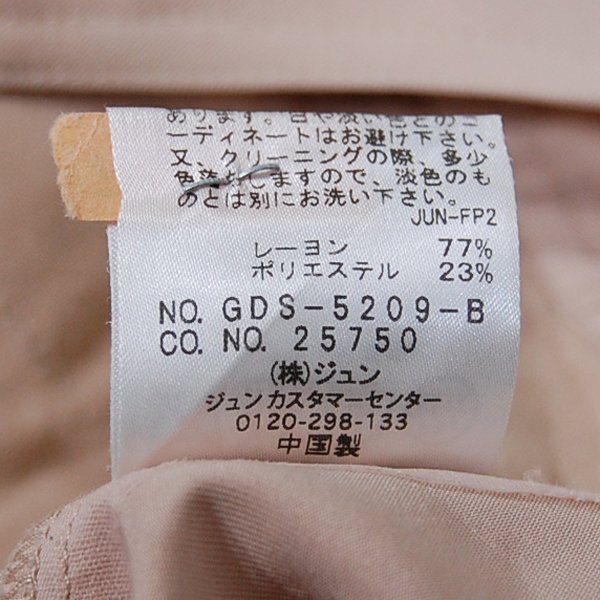 あります。白や淡い色とのコ
ーディネートはお避け下さい。
又、クリーニングの際、多少
色落ちしますので、淡色のも
のとは別にお洗い下さい。
JUN-FP2
レーヨン 77%
ポリエステル 23%
NO. GDS-5209-B
CO. NO. 25750
(株)ジュン
ジュンカスタマーセンター
0120-298-133
中国製